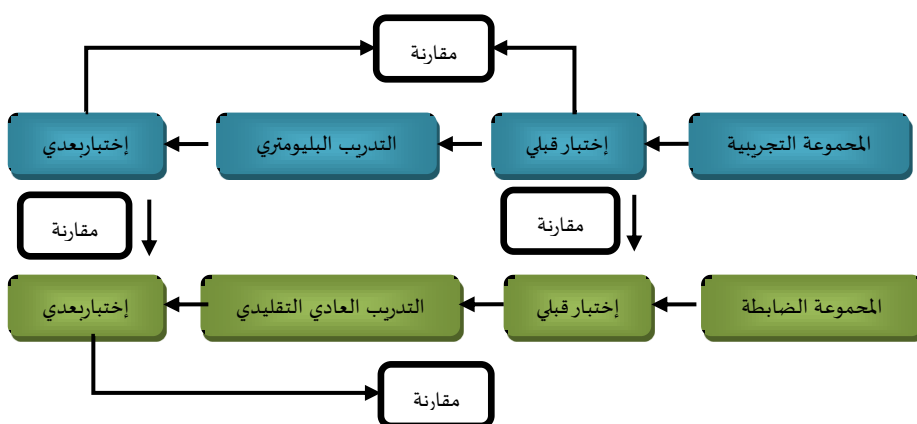 مقارنة
المجموعة التجريبية
إختبار قبلي
التدريب البليومتري
إختباربعدي
مقارنة
مقارنة
المجموعة الضابطة
إختبار قبلي
التدريب العادي التقليدي
إختباربعدي
مقارنة